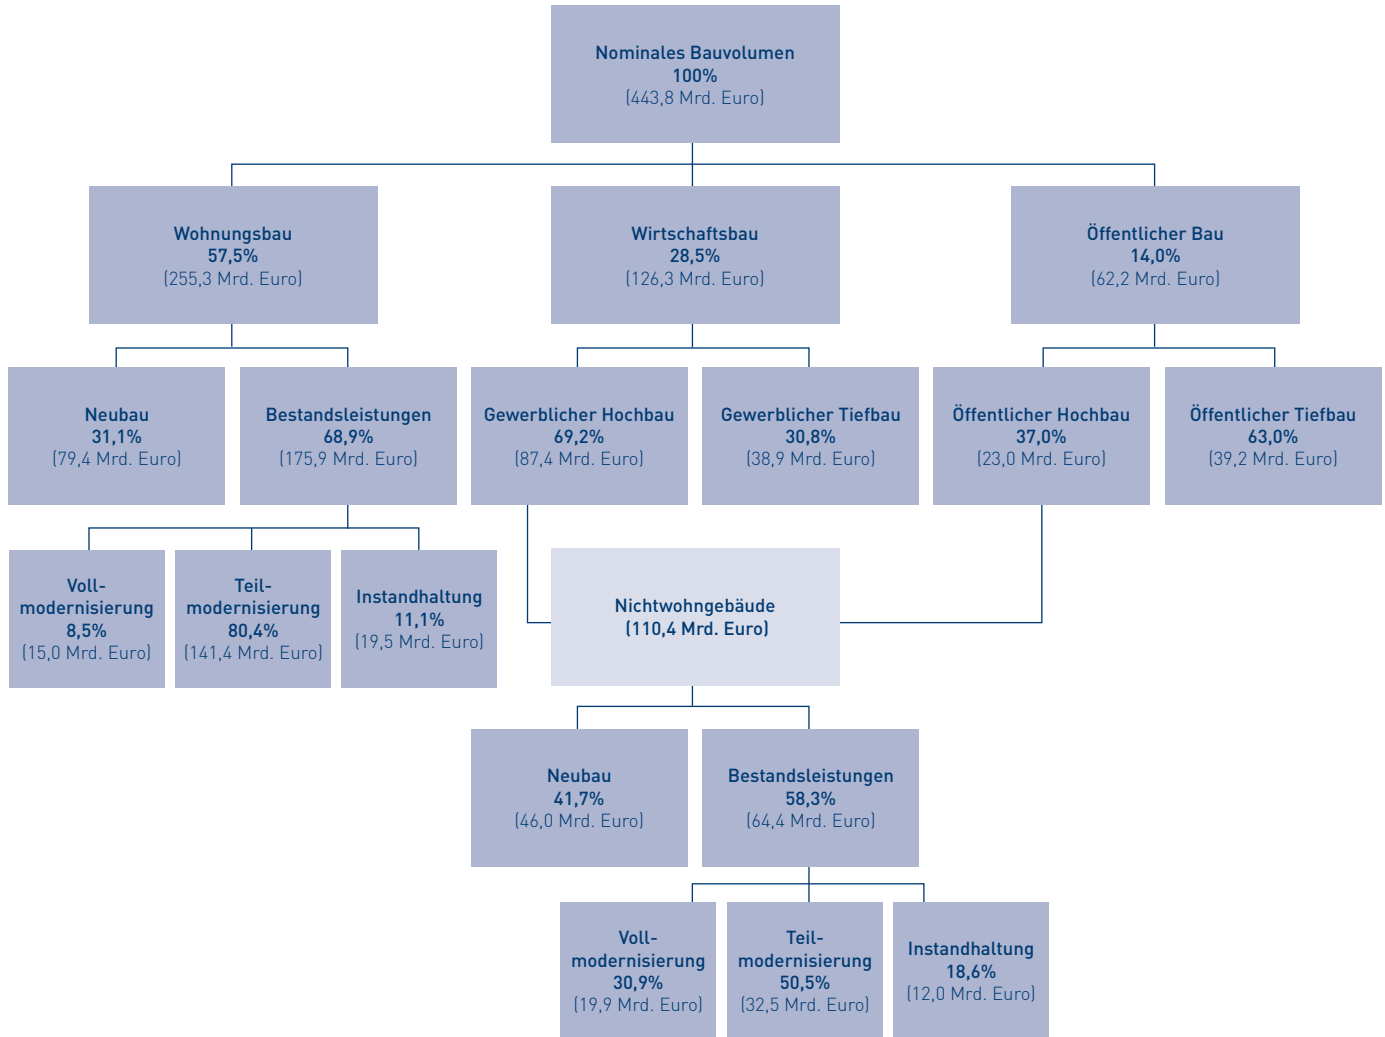 Nominales Bauvolumen
100%
(443,8 Mrd. Euro)
Wohnungsbau
57,5%
(255,3 Mrd. Euro)
Wirtschaftsbau
28,5%
(126,3 Mrd. Euro)
Öffentlicher Bau
14,0%
(62,2 Mrd. Euro)
Neubau
31,1%
(79,4 Mrd. Euro)
Bestandsleistungen
68,9%
(175,9 Mrd. Euro)
Gewerblicher Hochbau
69,2%
(87,4 Mrd. Euro)
Gewerblicher Tiefbau
30,8%
(38,9 Mrd. Euro)
Öffentlicher Hochbau
37,0%
(23,0 Mrd. Euro)
Öffentlicher Tiefbau
63,0%
(39,2 Mrd. Euro)
Voll-
modernisierung
8,5%
(15,0 Mrd. Euro)
Teil-
modernisierung
80,4%
(141,4 Mrd. Euro)
Instandhaltung
11,1%
(19,5 Mrd. Euro)
Nichtwohngebäude
(110,4 Mrd. Euro)
Neubau
41,7%
(46,0 Mrd. Euro)
Bestandsleistungen
58,3%
(64,4 Mrd. Euro)
Voll-
modernisierung
30,9%
(19,9 Mrd. Euro)
Teil-
modernisierung
50,5%
(32,5 Mrd. Euro)
Instandhaltung
18,6%
(12,0 Mrd. Euro)